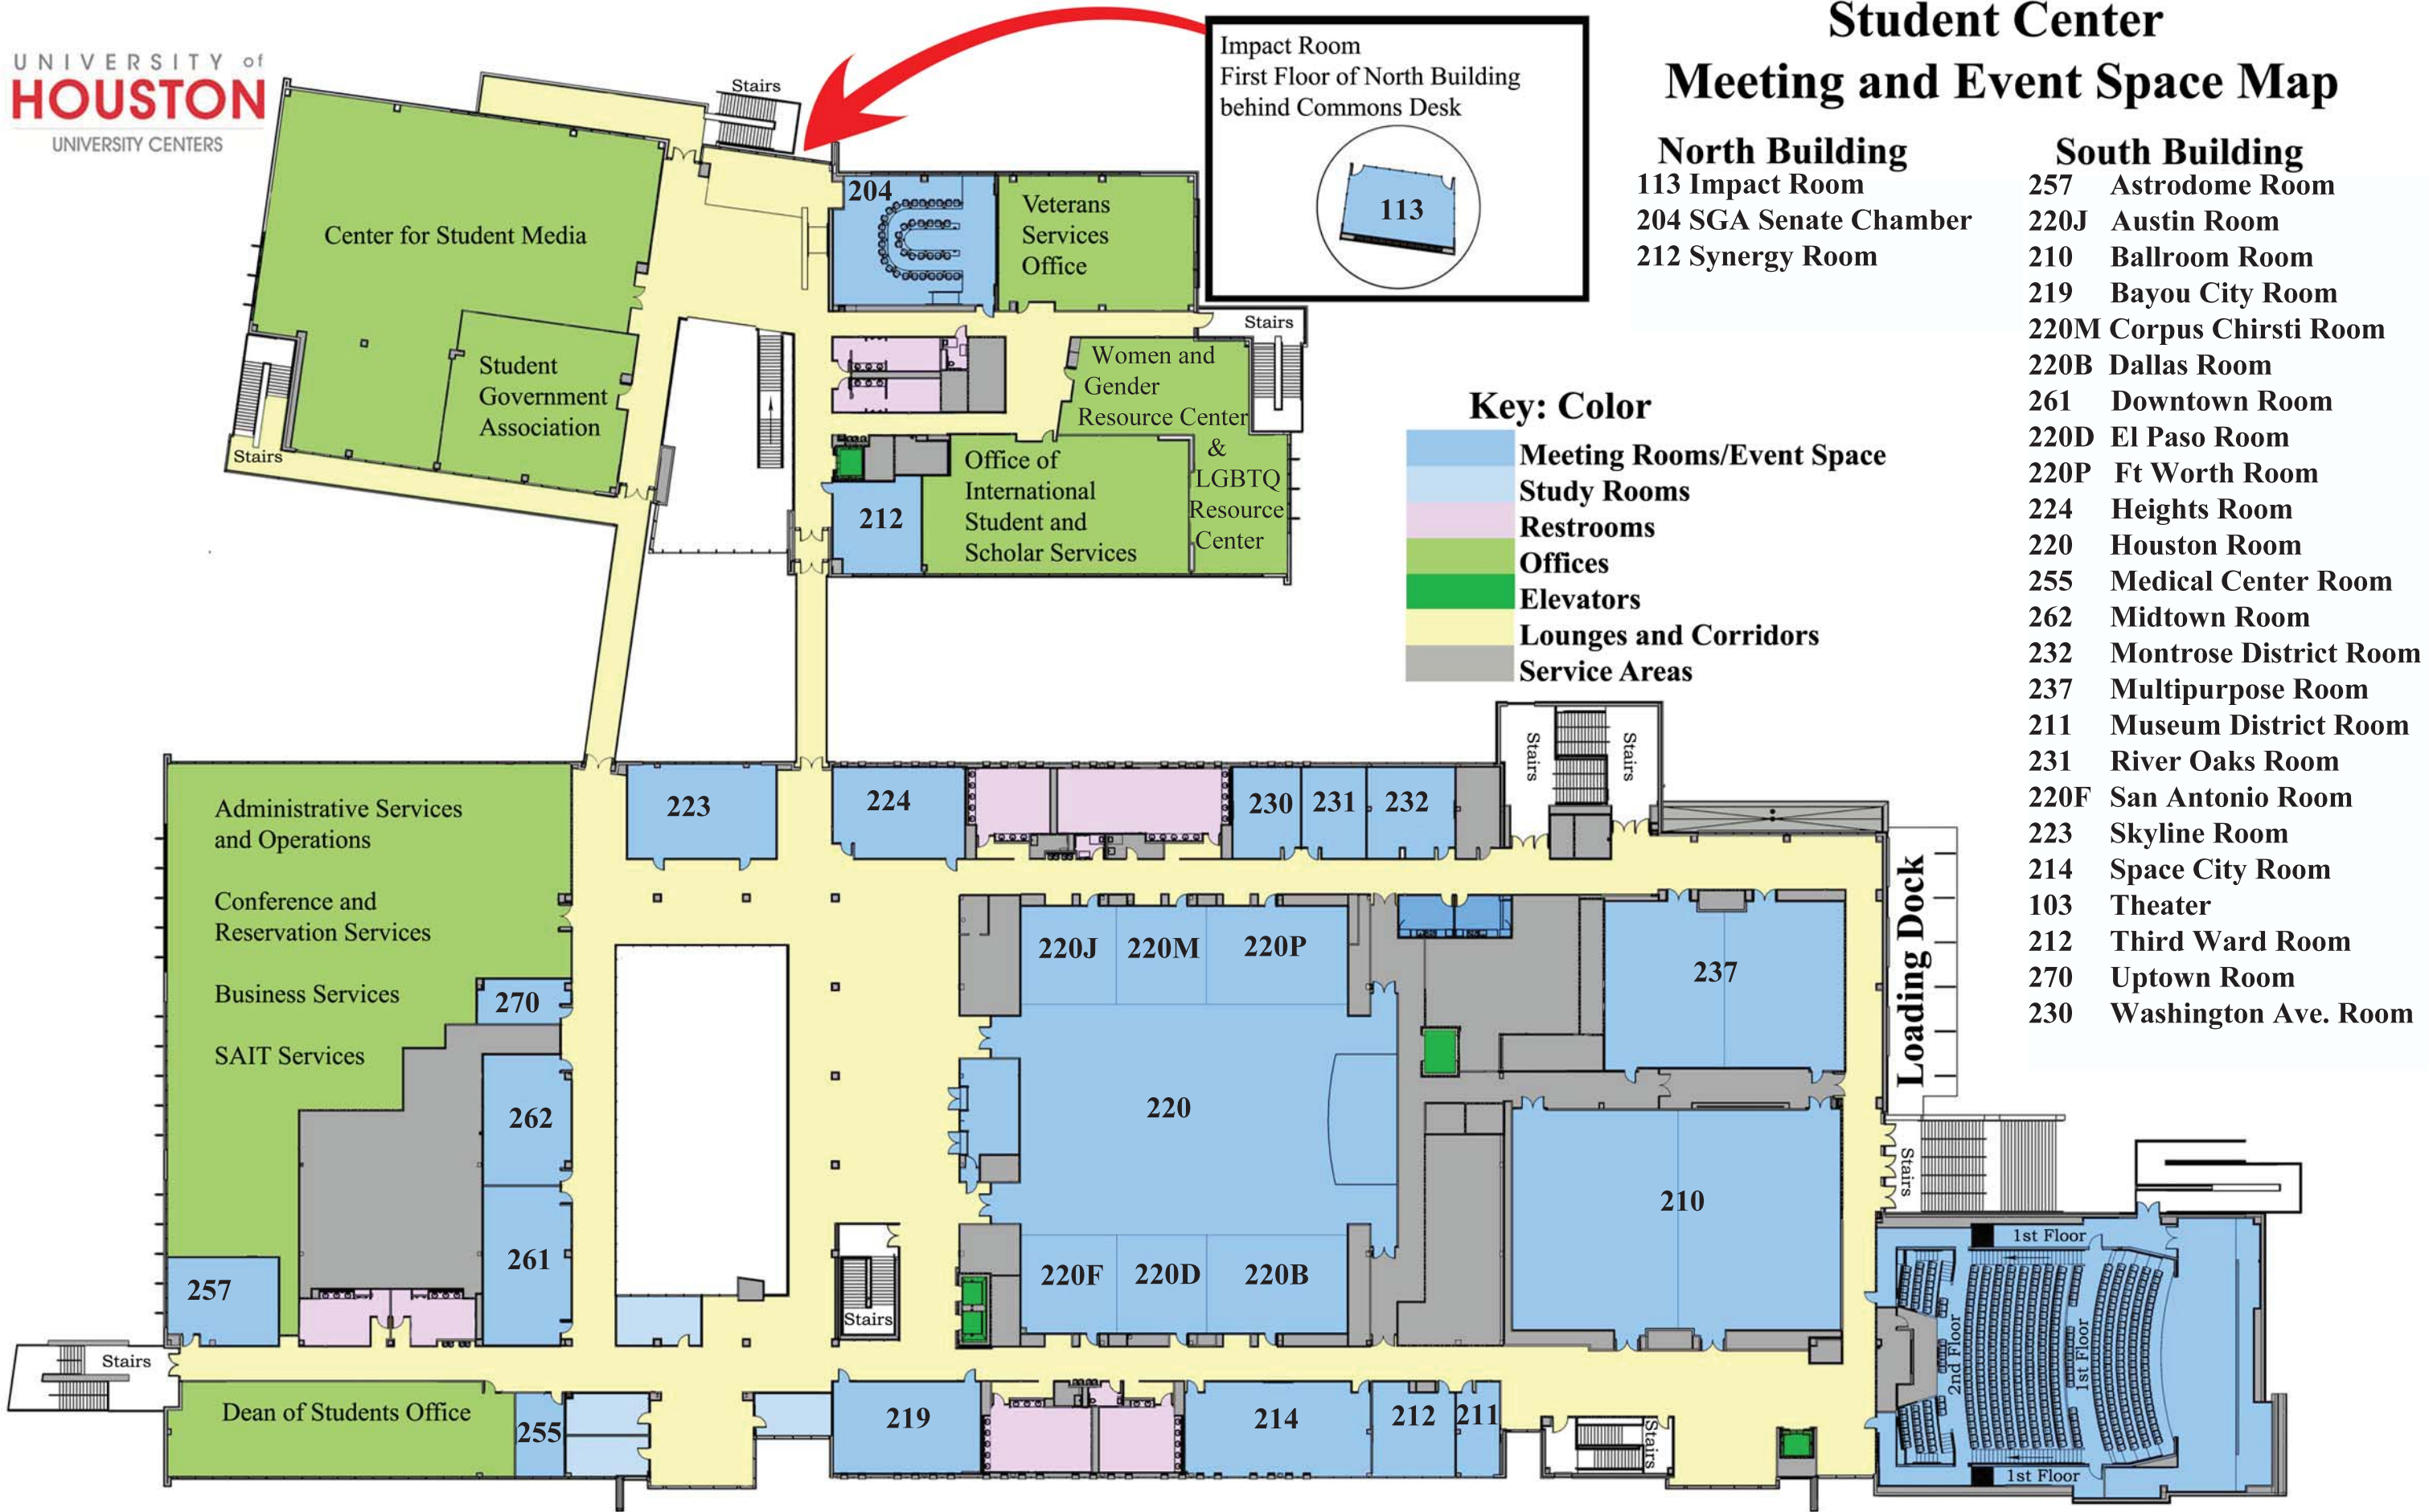 UNIVERSITY of
HOUSTON
UNIVERSITY CENTERS
Student Center
Meeting and Event Space Map
Impact Room
First Floor of North Building
behind Commons Desk
113
North Building
113 Impact Room
204 SGA Senate Chamber
212 Synergy Room
South Building
257 Astrodome Room
220J Austin Room
210 Ballroom Room
219 Bayou City Room
220M Corpus Chirsti Room
220B Dallas Room
261 Downtown Room
220D El Paso Room
220P Ft Worth Room
224 Heights Room
220 Houston Room
255 Medical Center Room
262 Midtown Room
232 Montrose District Room
237 Multipurpose Room
211 Museum District Room
231 River Oaks Room
220F San Antonio Room
223 Skyline Room
214 Space City Room
103 Theater
212 Third Ward Room
270 Uptown Room
230 Washington Ave. Room
Key: Color
Meeting Rooms/Event Space
Study Rooms
Restrooms
Offices
Elevators
Lounges and Corridors
Service Areas
Stairs
Center for Student Media
204
Veterans
Services
Office
Stairs
Student
Government
Association
Stairs
Women and
Gender
Resource Center
&
LGBTQ
Resource
Center
Office of
International
Student and
Scholar Services
212
Stairs
Stairs
Administrative Services
and Operations
Conference and
Reservation Services
Business Services
SAIT Services
223
224
230
231
232
Loading Dock
220J
220M
220P
237
270
262
220
261
210
Stairs
257
220F
220D
220B
Stairs
Stairs
1st Floor
2nd Floor
1st Floor
1st Floor
Dean of Students Office
255
219
214
212
211
Stairs